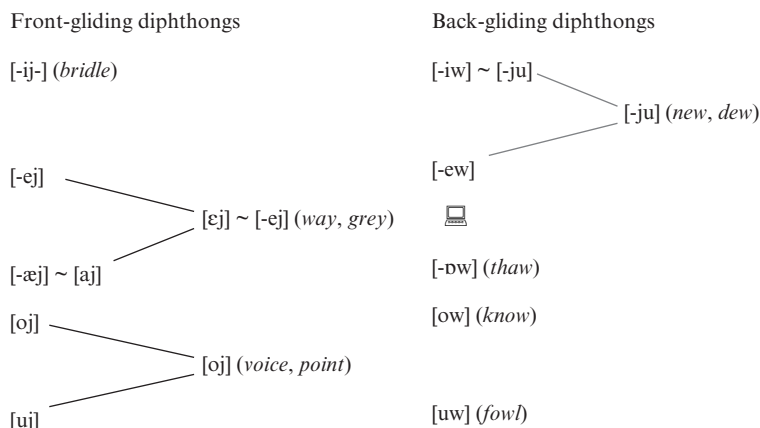 Front-gliding diphthongs
[-ij-] (bridle)
[-ej]
[ɛj] ~ [-ej] (way, grey)
[-æj] ~ [aj]
[oj]
[oj] (voice, point)
[uj]
Back-gliding diphthongs
[-iw] ~ [-ju]
[-ju] (new, dew)
[-ew]
[-ɒw] (thaw)
[ow] (know)
[uw] (fowl)